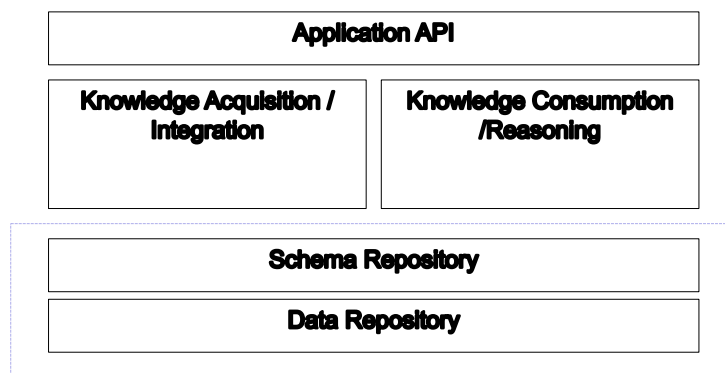 Application API
Knowledge Acquisition /
Integration
Knowledge Consumption
/Reasoning
Schema Repository
Data Repository